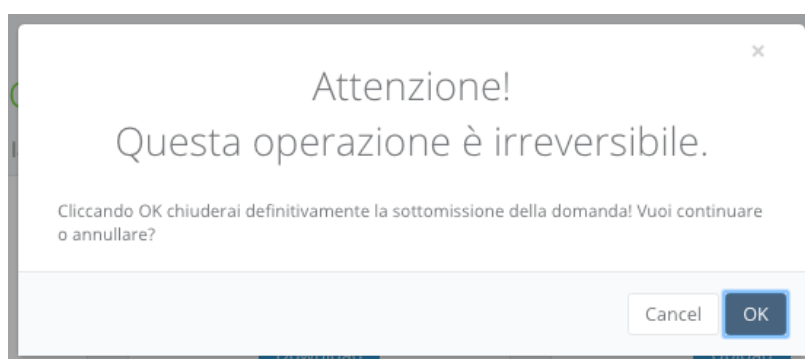 ×
Attenzione!
Questa operazione è irreversibile.
Cliccando OK chiuderai definitivamente la sottomissione della domanda! Vuoi continuare
o annullare?
Cancel OK